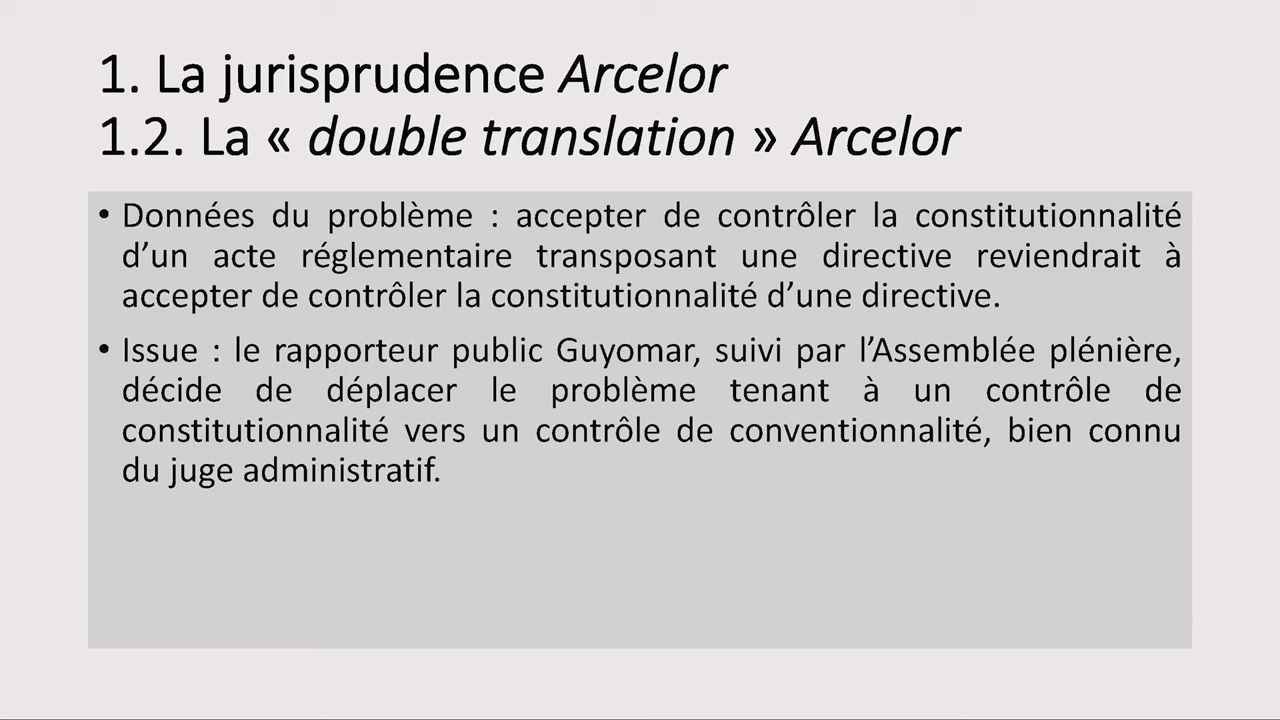 1. La jurisprudence Arcelor
1.2. La « double translation » Arcelor
• Données du problème : accepter de contrôler la constitutionnalité
d’un acte réglementaire transposant une directive reviendrait à
accepter de contrôler la constitutionnalité d’une directive.
• Issue : le rapporteur public Guyomar, suivi par l’Assemblée plénière,
décide de déplacer le problème tenant à un contrôle de
constitutionnalité vers un contrôle de conventionnalité, bien connu
du juge administratif.